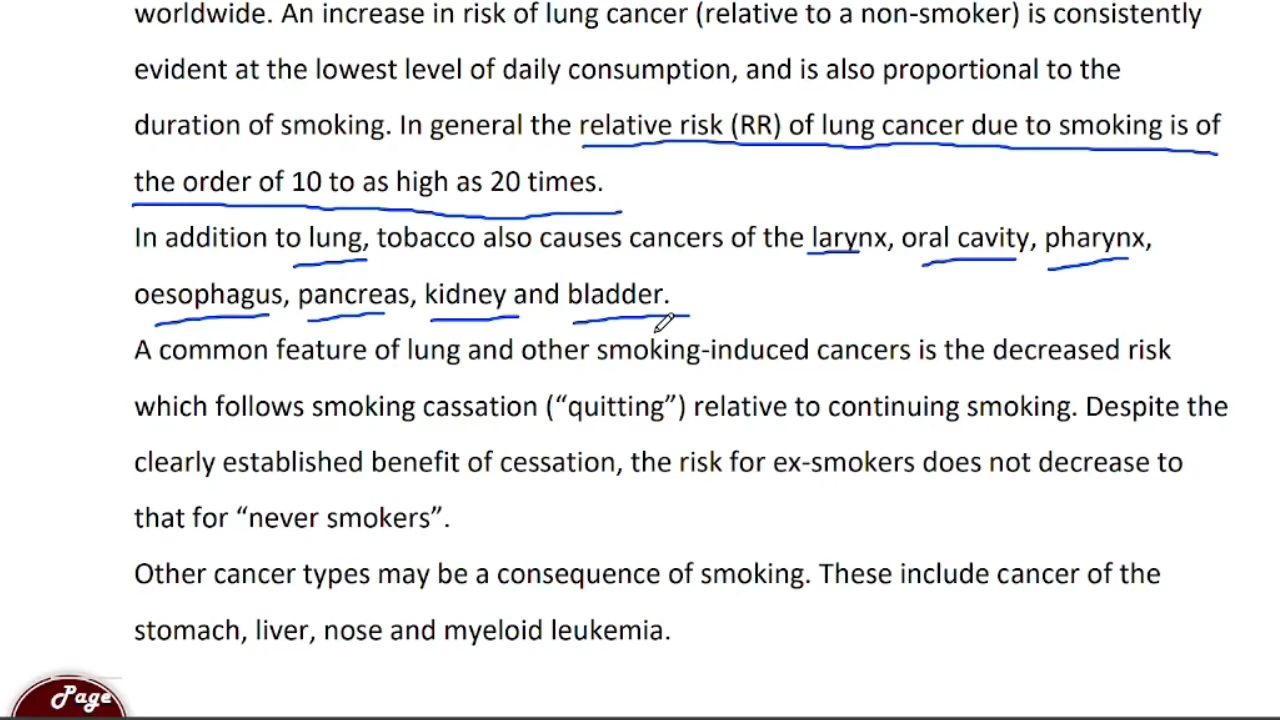 worldwide. An increase in risk of lung cancer (relative to a non-smoker) is consistently
evident at the lowest level of daily consumption, and is also proportional to the
duration of smoking. In general the relative risk (RR) of lung cancer due to smoking is of
the order of 10 to as high as 20 times.
In addition to lung, tobacco also causes cancers of the larynx, oral cavity, pharynx,
oesophagus, pancreas, kidney and bladder.
A common feature of lung and other smoking-induced cancers is the decreased risk
which follows smoking cassation (“quitting”) relative to continuing smoking. Despite the
clearly established benefit of cessation, the risk for ex-smokers does not decrease to
that for “never smokers”.
Other cancer types may be a consequence of smoking. These include cancer of the
stomach, liver, nose and myeloid leukemia.
Page